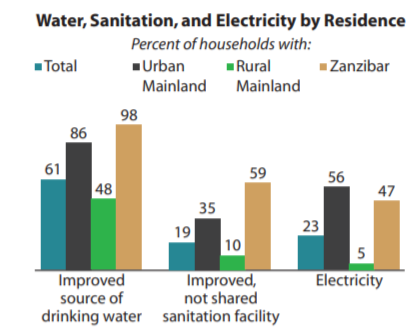 Water, Sanitation, and Electricity by Residence
Percent of households with:
Total
Urban Mainland
Rural Mainland
Zanzibar
61
86
48
98
19
35
10
59
23
56
5
47
Improved
source of
drinking water
Improved,
not shared
sanitation facility
Electricity